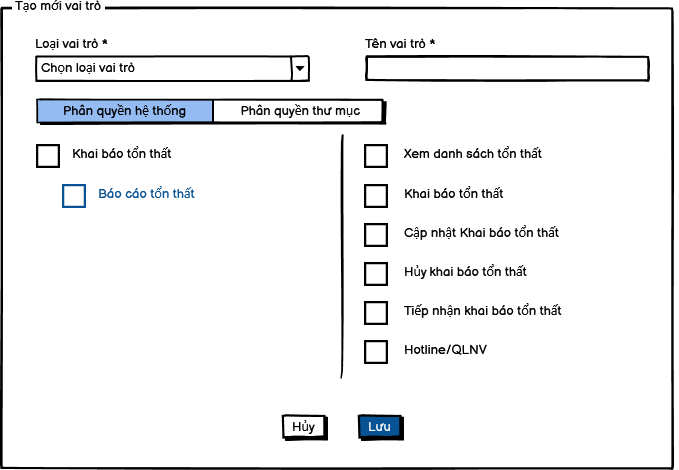 Tạo mới vai trò
Loại vai trò *
Tên vai trò *
Chọn loại vai trò
Phân quyền hệ thống
Phân quyền thư mục
Khai báo tổn thất
Báo cáo tổn thất
Xem danh sách tổn thất
Khai báo tổn thất
Cập nhật Khai báo tổn thất
Hủy khai báo tổn thất
Tiếp nhận khai báo tổn thất
Hotline/QLNV
Hủy
Lưu